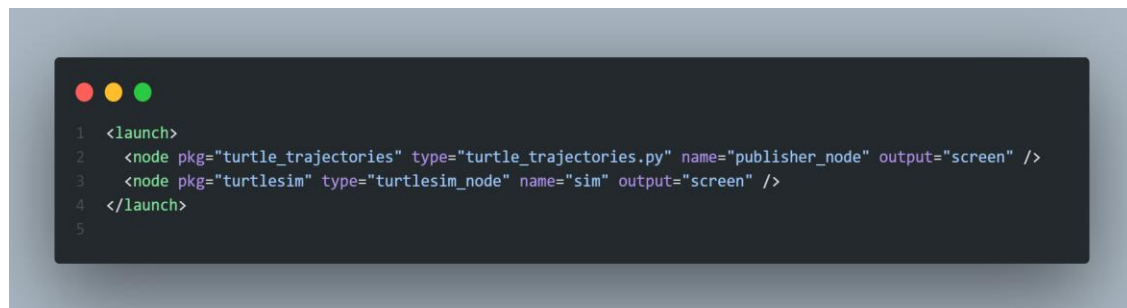 1 <launch>
2 <node pkg="turtle_trajectories" type="turtle_trajectories.py" name="publisher_node" output="screen" />
3 <node pkg="turtlesim" type="turtlesim_node" name="sim" output="screen" />
4 </launch>
5